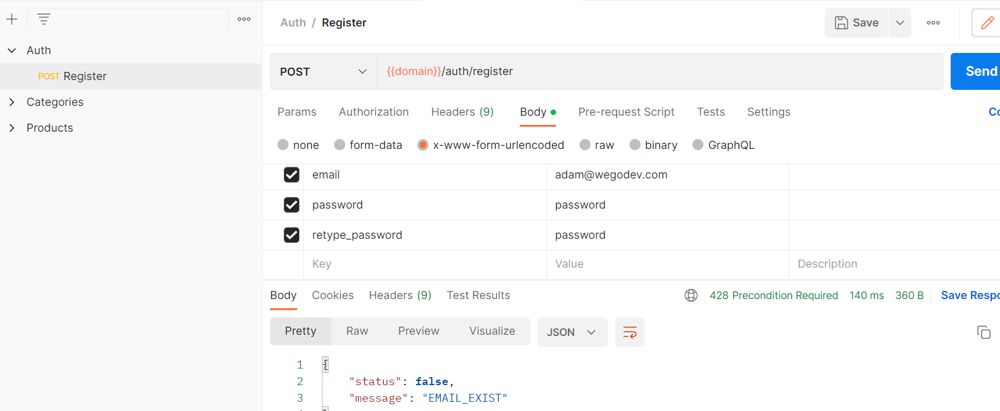 Auth / Register
Save
Auth
POST Register
Categories
Products
POST
{{domain}}/auth/register
Send
Params Authorization Headers (9) Body Pre-request Script Tests Settings
none form-data x-www-form-urlencoded raw binary GraphQL
email adam@wegodev.com
password password
retype_password password
Key Value Description
Body Cookies Headers (9) Test Results 428 Precondition Required 140 ms 360 B Save Respo
Pretty Raw Preview Visualize JSON
1 {
2 "status": false,
3 "message": "EMAIL_EXIST"